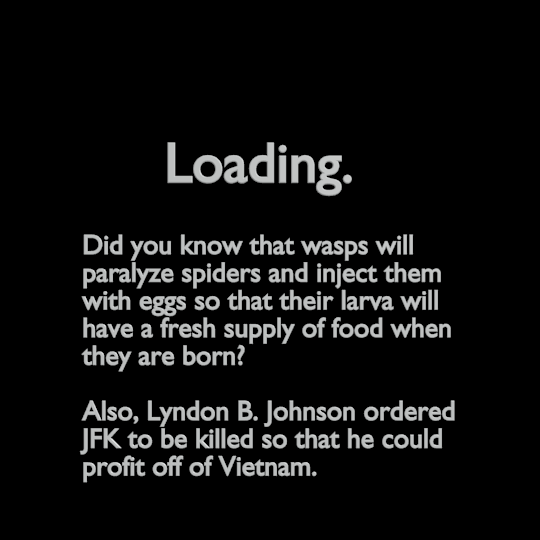 Loading.
Did you know that wasps will
paralyze spiders and inject them
with eggs so that their larva will
have a fresh supply of food when
they are born?
Also, Lyndon B. Johnson ordered
JFK to be killed so that he could
profit off of Vietnam.